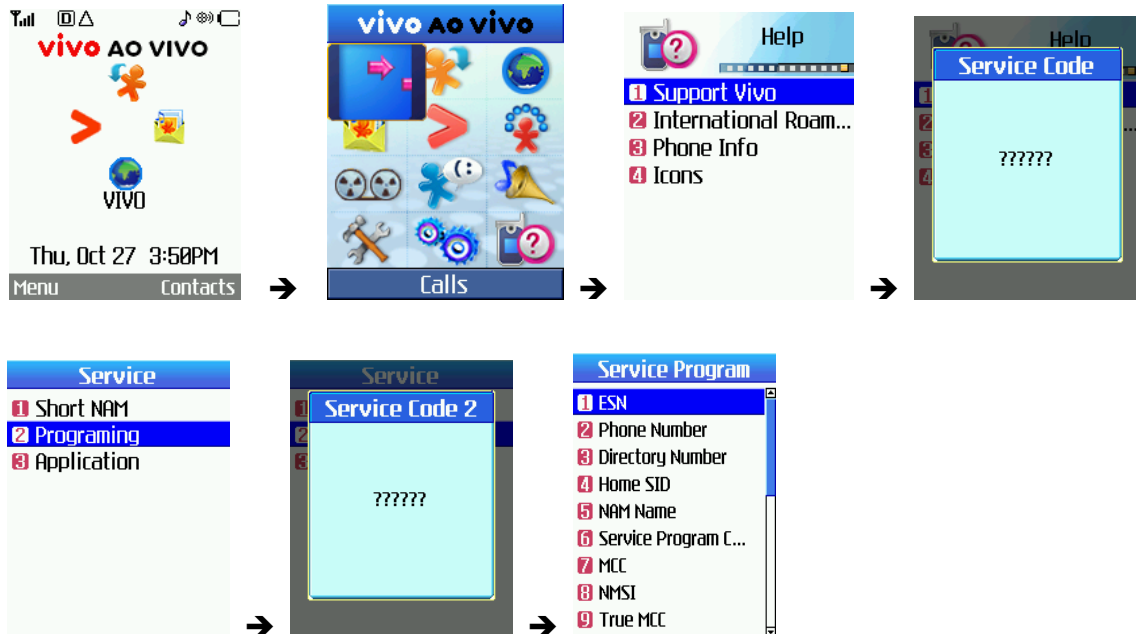 vivo AO VIVO
VIVO
Thu, Oct 27 3:50PM
Menu Contacts
vivo AO VIVO
Calls
Help
1 Support Vivo
2 International Roam...
3 Phone Info
4 Icons
Help
Service Code
??????
Service
1 Short NAM
2 Programing
3 Application
Service
Service Code 2
??????
Service Program
1 ESN
2 Phone Number
3 Directory Number
4 Home SID
5 NAM Name
6 Service Program C...
7 MCC
8 NMSI
9 True MCC